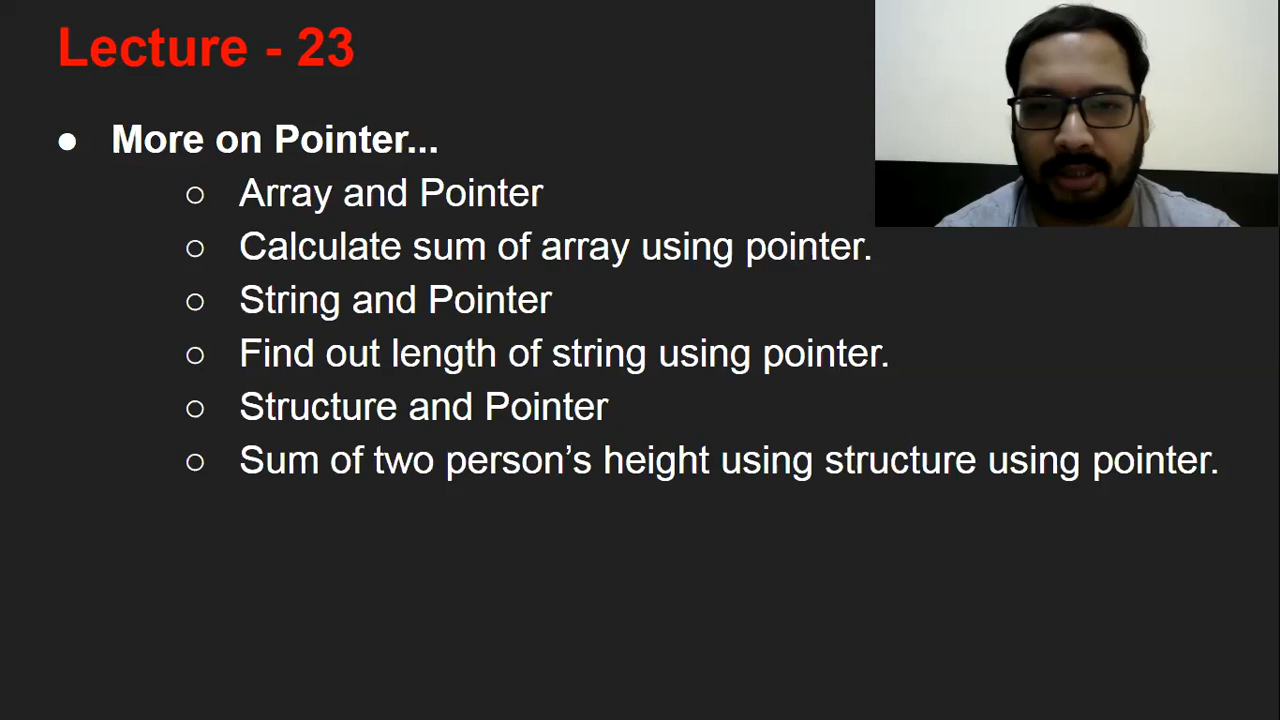 Lecture - 23
● More on Pointer...
○ Array and Pointer
○ Calculate sum of array using pointer.
○ String and Pointer
○ Find out length of string using pointer.
○ Structure and Pointer
○ Sum of two person’s height using structure using pointer.